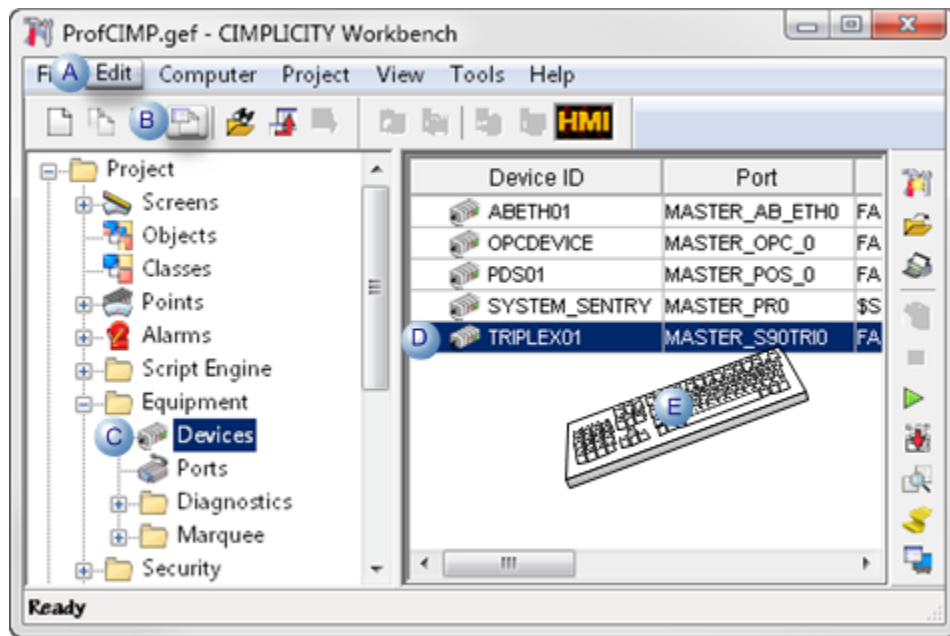 ProfCIMP.gef - CIMPLICITY Workbench
Fi A Edit Computer Project View Tools Help
B HMI
Project
Screens
Objects
Classes
Points
Alarms
Script Engine
Equipment
C Devices
Ports
Diagnostics
Marquee
Security
Device ID Port
ABETH01 MASTER_AB_ETH0 FA
OPCDEVICE MASTER_OPC_0 FA
PDS01 MASTER_POS_0 FA
SYSTEM_SENTRY MASTER_PR0 $S
D TRIPLEX01 MASTER_S90TRI0 FA
E
Ready